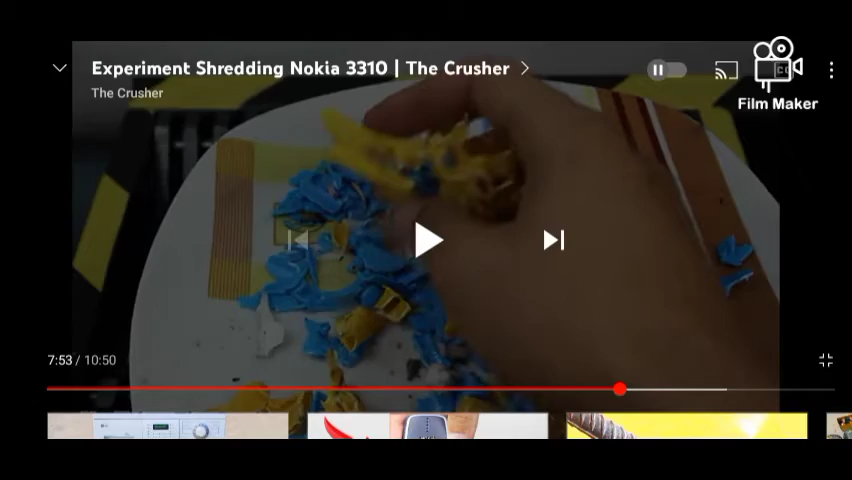 Experiment Shredding Nokia 3310 | The Crusher
The Crusher
Film Maker
7:53 / 10:50